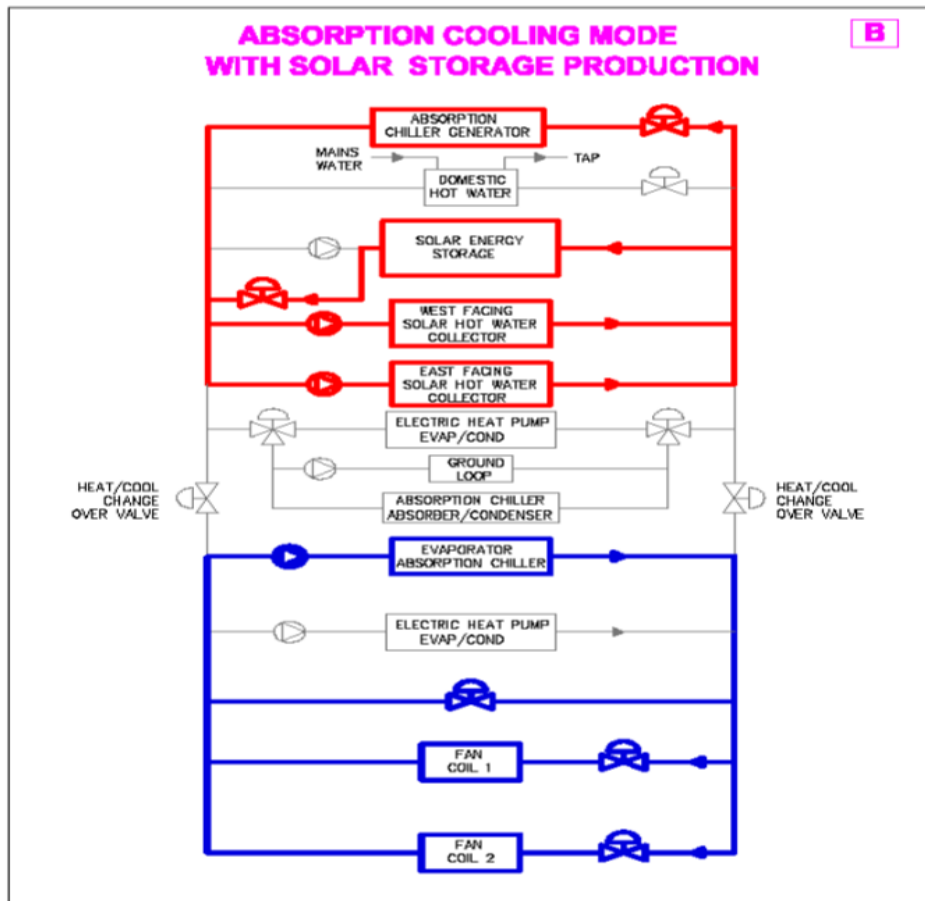 ABSORPTION COOLING MODE
B
WITH SOLAR STORAGE PRODUCTION
ABSORPTION
CHILLER GENERATOR
MAINS
WATER
TAP
DOMESTIC
HOT WATER
SOLAR ENERGY
STORAGE
WEST FACING
SOLAR HOT WATER
COLLECTOR
EAST FACING
SOLAR HOT WATER
COLLECTOR
ELECTRIC HEAT PUMP
EVAP/COND
GROUND
LOOP
HEAT/COOL
CHANGE
OVER VALVE
ABSORPTION CHILLER
ABSORBER/CONDENSER
HEAT/COOL
CHANGE
OVER VALVE
EVAPORATOR
ABSORPTION CHILLER
ELECTRIC HEAT PUMP
EVAP/COND
FAN
COIL 1
FAN
COIL 2